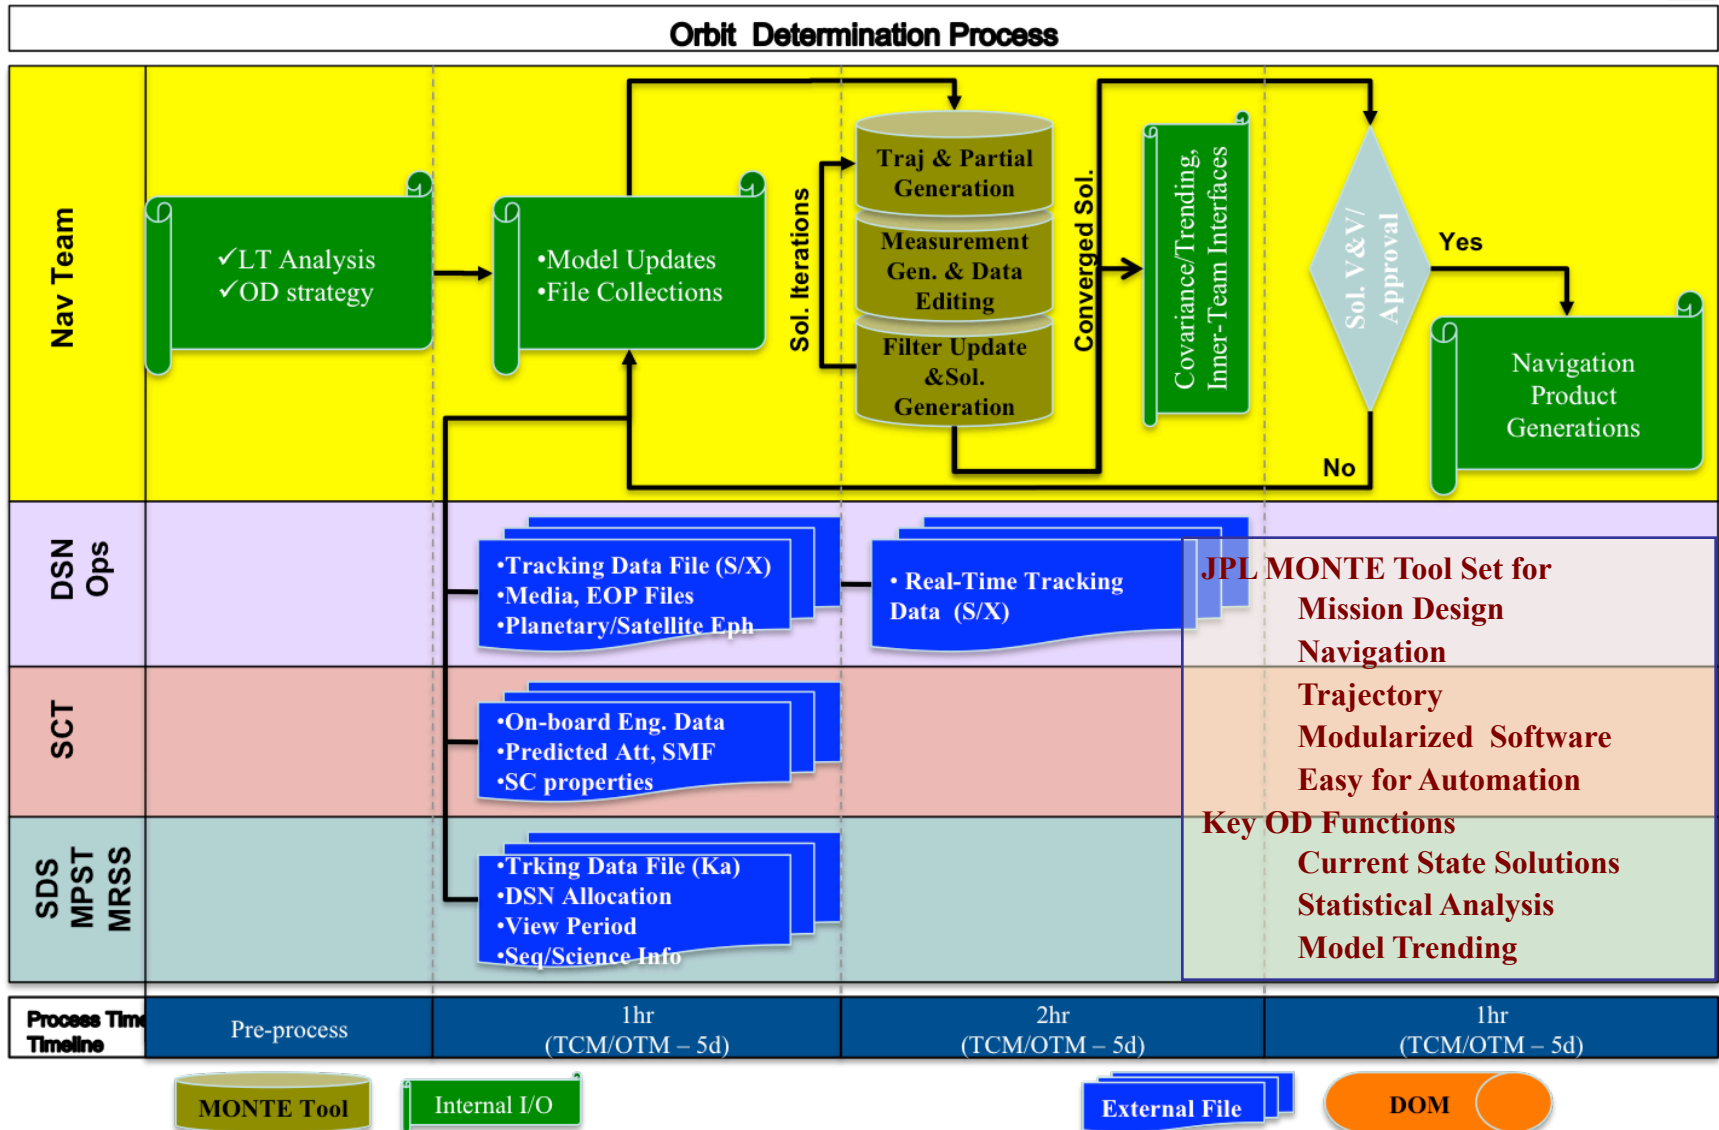 Orbit Determination Process
Nav Team
✓LT Analysis
✓OD strategy
•Model Updates
•File Collections
Sol. Iterations
Traj & Partial
Generation
Measurement
Gen. & Data
Editing
Filter Update
&Sol.
Generation
Converged Sol.
Covariance/Trending,
Inner-Team Interfaces
Sol. V&V/
Approval
Yes
No
Navigation
Product
Generations
DSN
Ops
•Tracking Data File (S/X)
•Media, EOP Files
•Planetary/Satellite Eph
• Real-Time Tracking
Data (S/X)
SCT
•On-board Eng. Data
•Predicted Att, SMF
•SC properties
SDS
MPST
MRSS
•Trking Data File (Ka)
•DSN Allocation
•View Period
•Seq/Science Info
JPL MONTE Tool Set for
Mission Design
Navigation
Trajectory
Modularized Software
Easy for Automation
Key OD Functions
Current State Solutions
Statistical Analysis
Model Trending
Process Time
Timeline
Pre-process
1hr
(TCM/OTM – 5d)
2hr
(TCM/OTM – 5d)
1hr
(TCM/OTM – 5d)
MONTE Tool
Internal I/O
External File
DOM